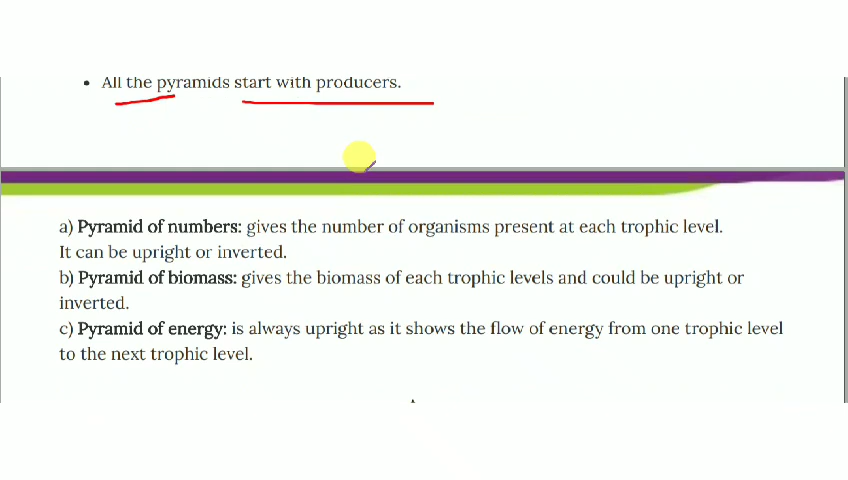 • All the pyramids start with producers.
a) Pyramid of numbers: gives the number of organisms present at each trophic level.
It can be upright or inverted.
b) Pyramid of biomass: gives the biomass of each trophic levels and could be upright or
inverted.
c) Pyramid of energy: is always upright as it shows the flow of energy from one trophic level
to the next trophic level.